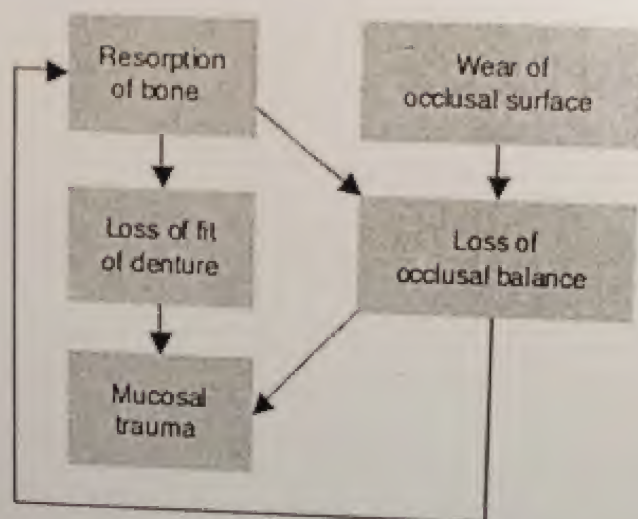 Resorption
of bone
Wear of
occlusal surface
Loss of fit
of denture
Loss of
occlusal balance
Mucosal
trauma